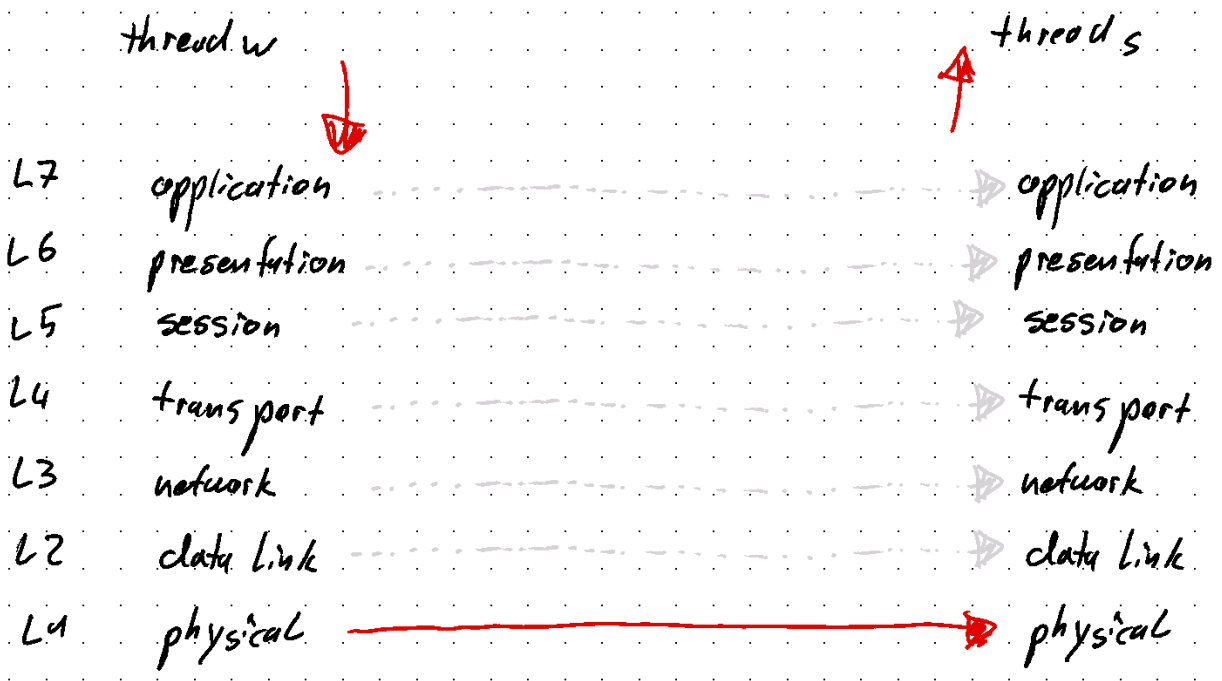 thread w thread s
L7 application application
L6 presentation presentation
L5 session session
L4 transport transport
L3 network network
L2 data link data link
L1 physical physical